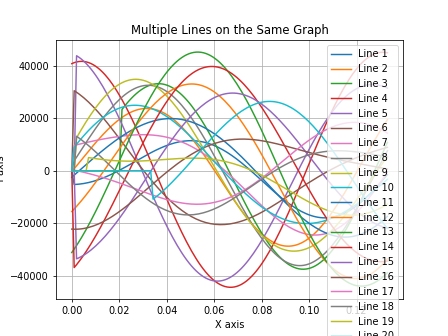 Multiple Lines on the Same Graph
40000
20000
0
−20000
−40000
0.00
0.02
0.04
0.06
0.08
0.10
X axis
Line 1
Line 2
Line 3
Line 4
Line 5
Line 6
Line 7
Line 8
Line 9
Line 10
Line 11
Line 12
Line 13
Line 14
Line 15
Line 16
Line 17
Line 18
Line 19
Line 20